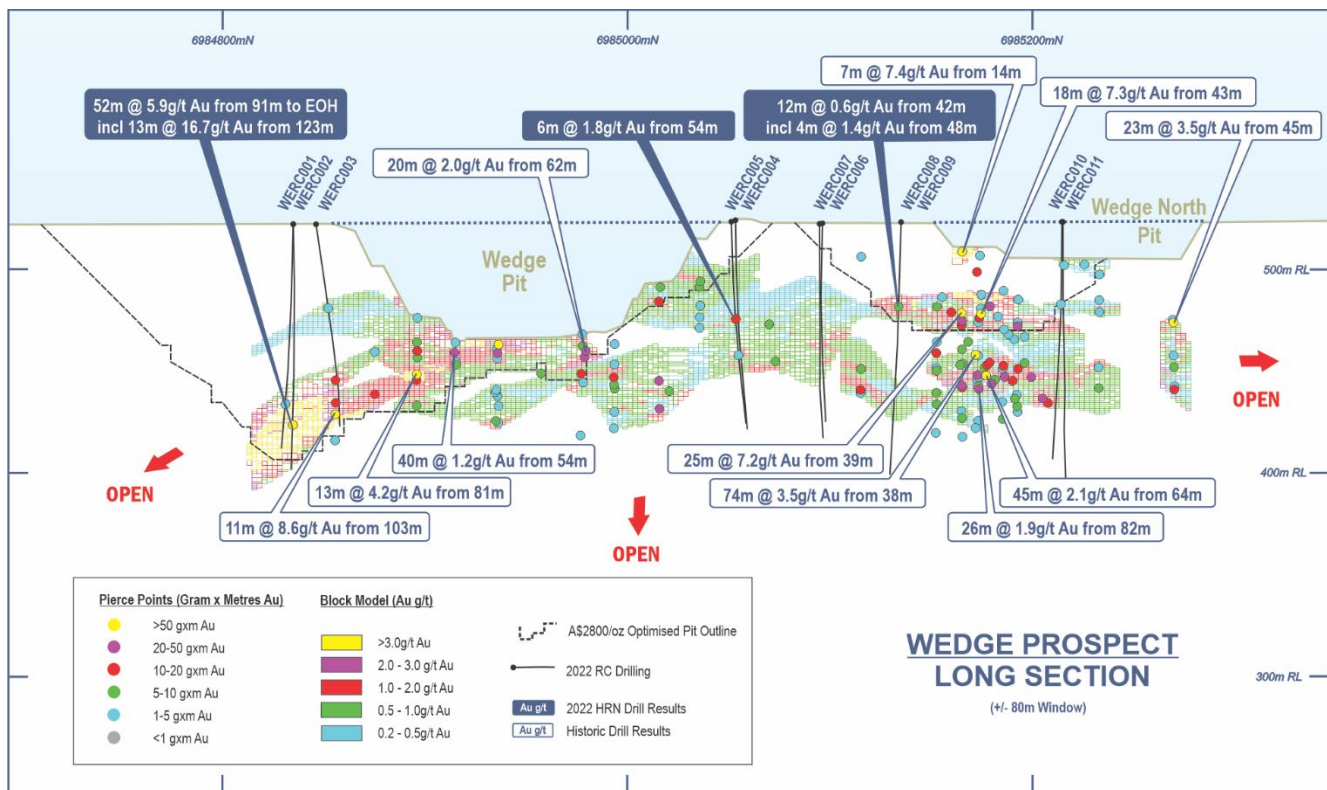 6984800mN
6985000mN
6985200mN
7m @ 7.4g/t Au from 14m
52m @ 5.9g/t Au from 91m to EOH
incl 13m @ 16.7g/t Au from 123m
6m @ 1.8g/t Au from 54m
12m @ 0.6g/t Au from 42m
incl 4m @ 1.4g/t Au from 48m
18m @ 7.3g/t Au from 43m
23m @ 3.5g/t Au from 45m
20m @ 2.0g/t Au from 62m
WERC001
WERC002
WERC003
WERC005
WERC004
WERC007
WERC006
WERC008
WERC009
WERC010
WERC011
Wedge North
Pit
Wedge
Pit
500m RL
OPEN
40m @ 1.2g/t Au from 54m
25m @ 7.2g/t Au from 39m
400m RL
OPEN
13m @ 4.2g/t Au from 81m
74m @ 3.5g/t Au from 38m
45m @ 2.1g/t Au from 64m
11m @ 8.6g/t Au from 103m
26m @ 1.9g/t Au from 82m
OPEN
Pierce Points (Gram x Metres Au)
>50 gxm Au
20-50 gxm Au
10-20 gxm Au
5-10 gxm Au
1-5 gxm Au
<1 gxm Au
Block Model (Au g/t)
>3.0g/t Au
2.0 - 3.0 g/t Au
1.0 - 2.0 g/t Au
0.5 - 1.0g/t Au
0.2 - 0.5g/t Au
A$2800/oz Optimised Pit Outline
2022 RC Drilling
Au g/t 2022 HRN Drill Results
Au g/t Historic Drill Results
WEDGE PROSPECT
LONG SECTION
(+/- 80m Window)
300m RL